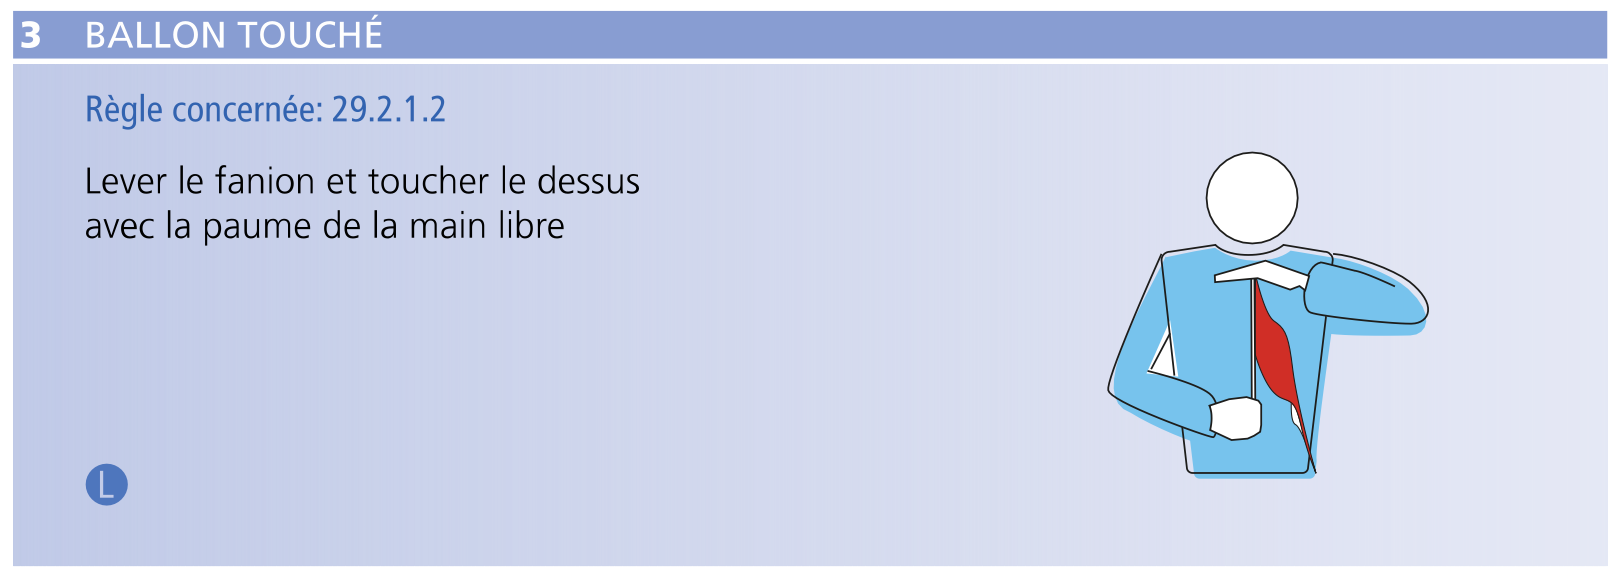 3 BALLON TOUCHÉ
Règle concernée: 29.2.1.2
Lever le fanion et toucher le dessus
avec la paume de la main libre
L